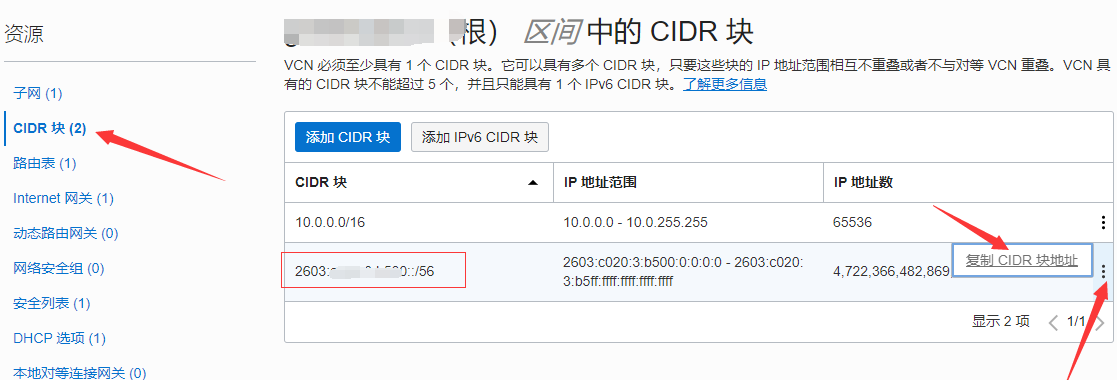 资源
(根) 区间 中的 CIDR 块
VCN 必须至少具有 1 个 CIDR 块。它可以具有多个 CIDR 块，只要这些块的 IP 地址范围相互不重叠或者不与对等 VCN 重叠。VCN 具
有的 CIDR 块不能超过 5 个，并且只能具有 1 个 IPv6 CIDR 块。了解更多信息
子网 (1)
CIDR 块 (2)
路由表 (1)
Internet 网关 (1)
动态路由网关 (0)
网络安全组 (0)
安全列表 (1)
DHCP 选项 (1)
本地对等连接网关 (0)
添加 CIDR 块 添加 IPv6 CIDR 块
CIDR 块 IP 地址范围 IP 地址数
10.0.0.0/16 10.0.0.0 - 10.0.255.255 65536
2603: ::/56 2603:c020:3:b500:0:0:0:0 - 2603:c020:
3:b5ff:ffff:ffff:ffff:ffff 4,722,366,482,869, 复制 CIDR 块地址
显示 2 项 1/1